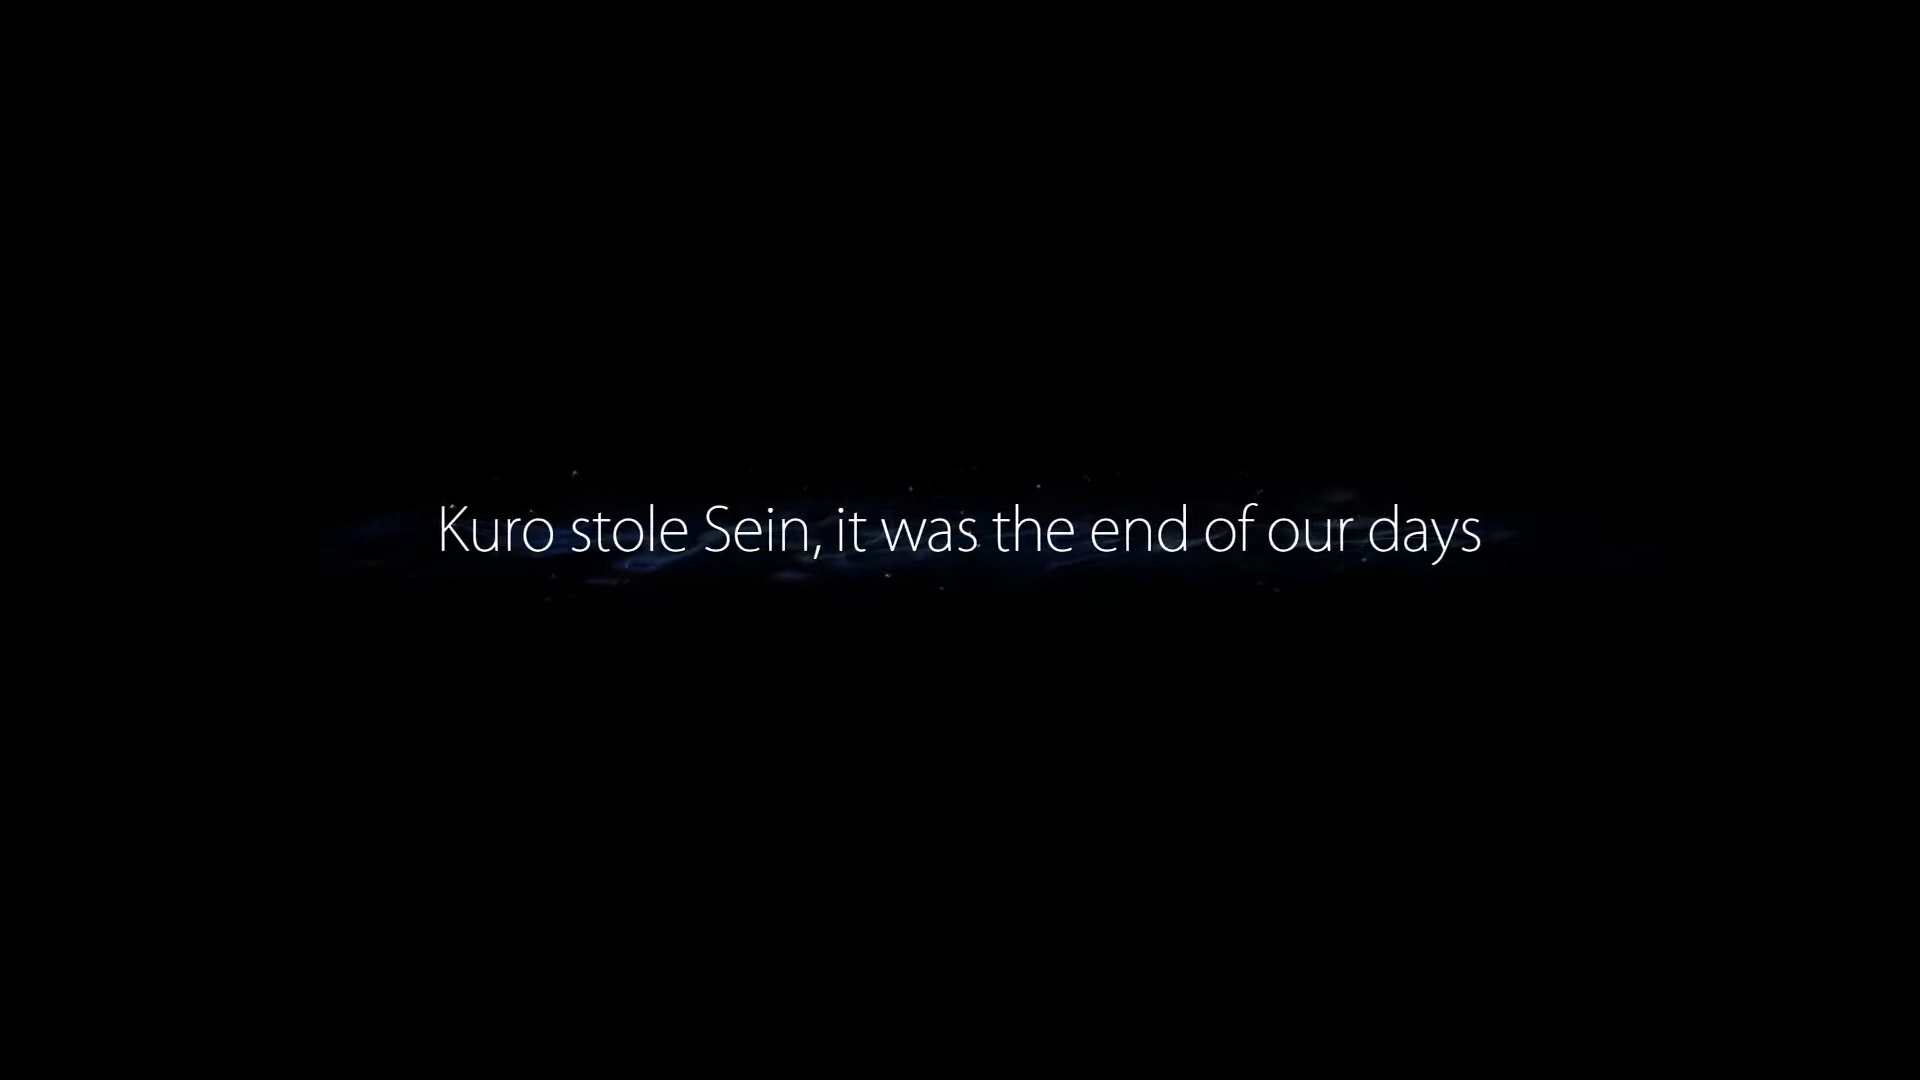 Kuro stole Sein, it was the end of our days